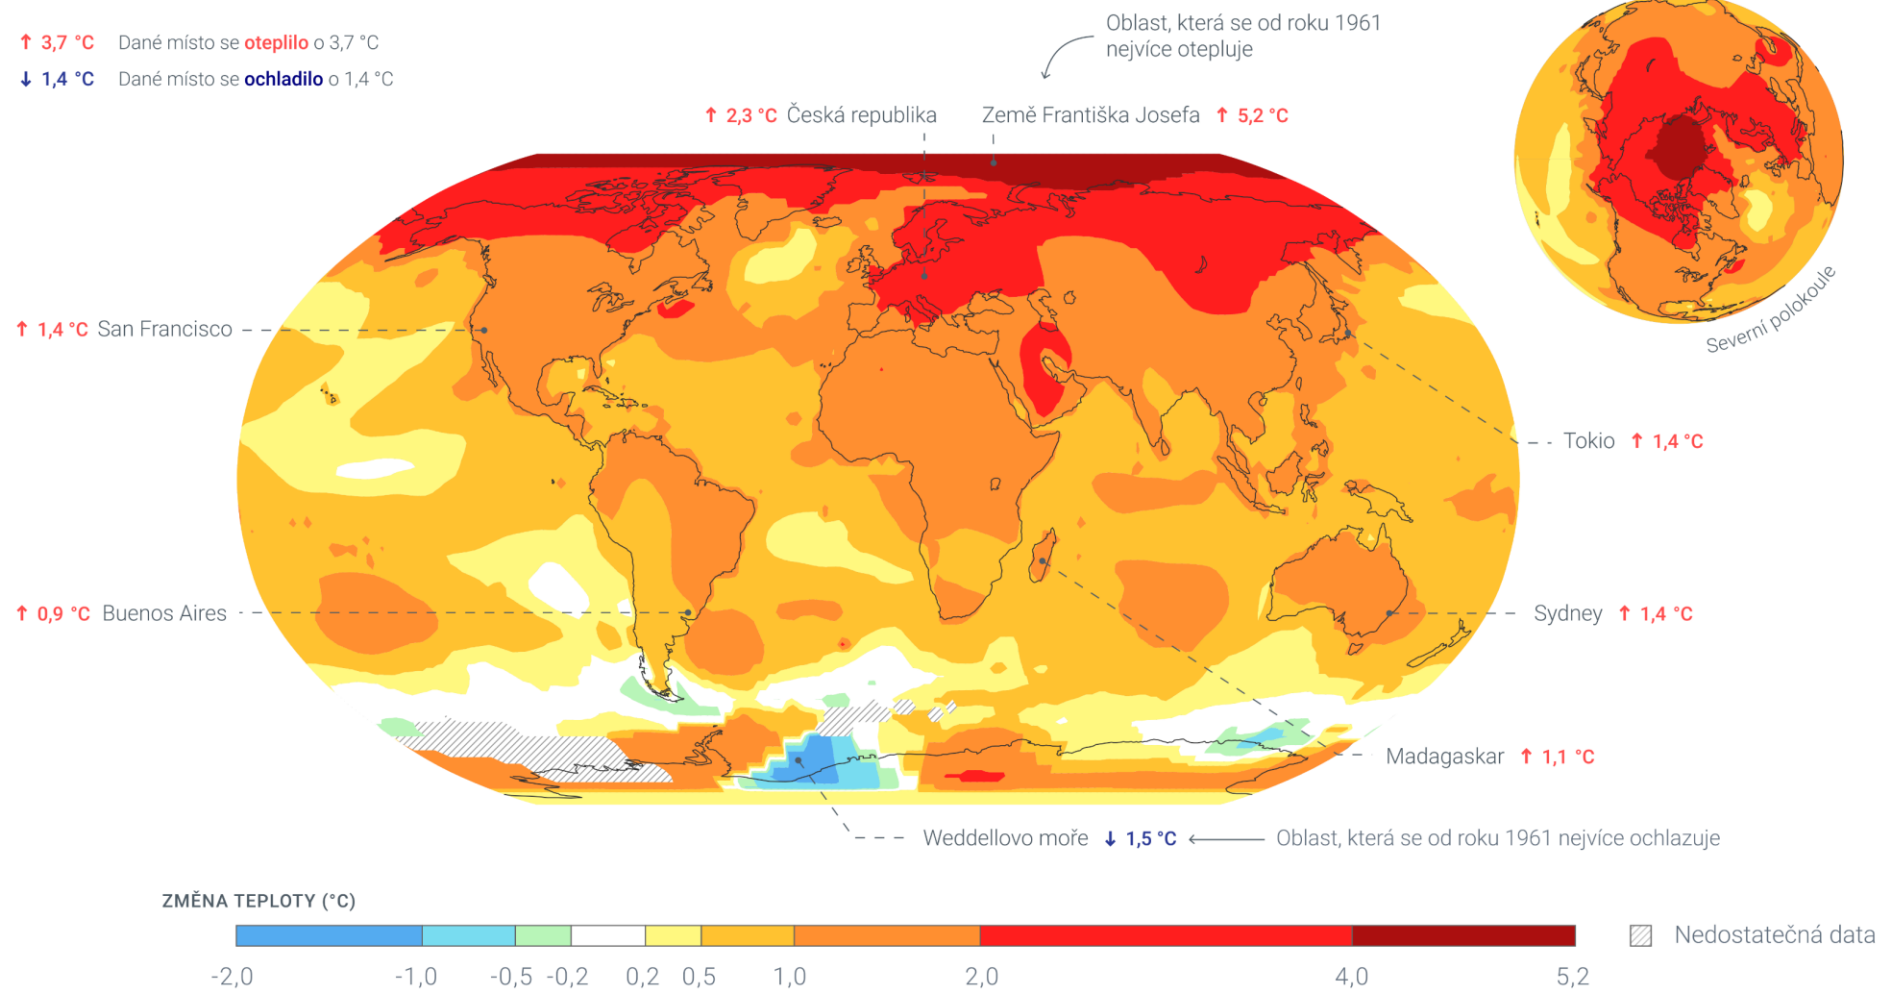 ↑ 3,7 °C Dané místo se oteplilo o 3,7 °C
↓ 1,4 °C Dané místo se ochladilo o 1,4 °C
Oblast, která se od roku 1961
nejvíce otepluje
↑ 2,3 °C Česká republika
Země Františka Josefa ↑ 5,2 °C
Severní polokoule
↑ 1,4 °C San Francisco
Tokio ↑ 1,4 °C
↑ 0,9 °C Buenos Aires
Sydney ↑ 1,4 °C
Madagaskar ↑ 1,1 °C
Weddellovo moře ↓ 1,5 °C
Oblast, která se od roku 1961 nejvíce ochlazuje
ZMĚNA TEPLOTY (°C)
-2,0 -1,0 -0,5 -0,2 0,2 0,5 1,0 2,0 4,0 5,2
Nedostatečná data